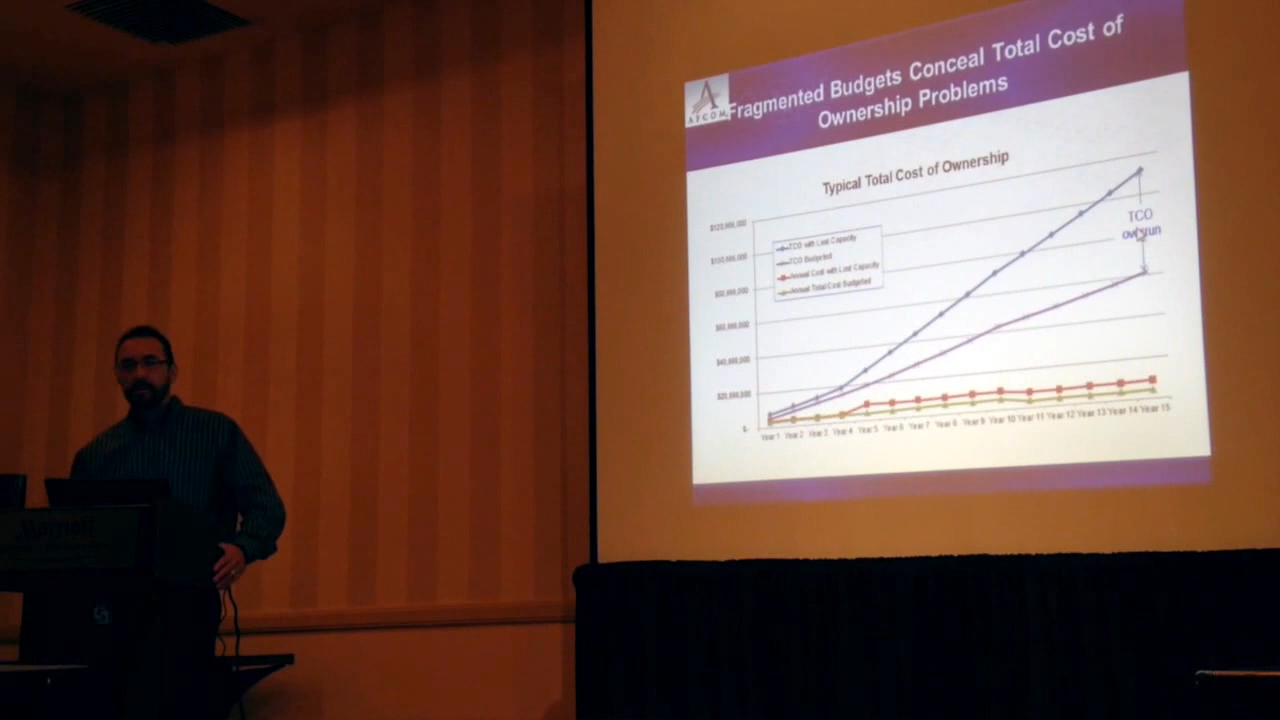 Fragmented Budgets Conceal Total Cost of
Ownership Problems
AFCOM
Typical Total Cost of Ownership
$120,000,000
$100,000,000
$80,000,000
$60,000,000
$40,000,000
$20,000,000
$-
TCO with Lost Capacity
TCO Budgeted
Annual Cost with Lost Capacity
Annual Total Cost Budgeted
TCO
overrun
Year 1 Year 2 Year 3 Year 4 Year 5 Year 6 Year 7 Year 8 Year 9 Year 10 Year 11 Year 12 Year 13 Year 14 Year 15
Marriott